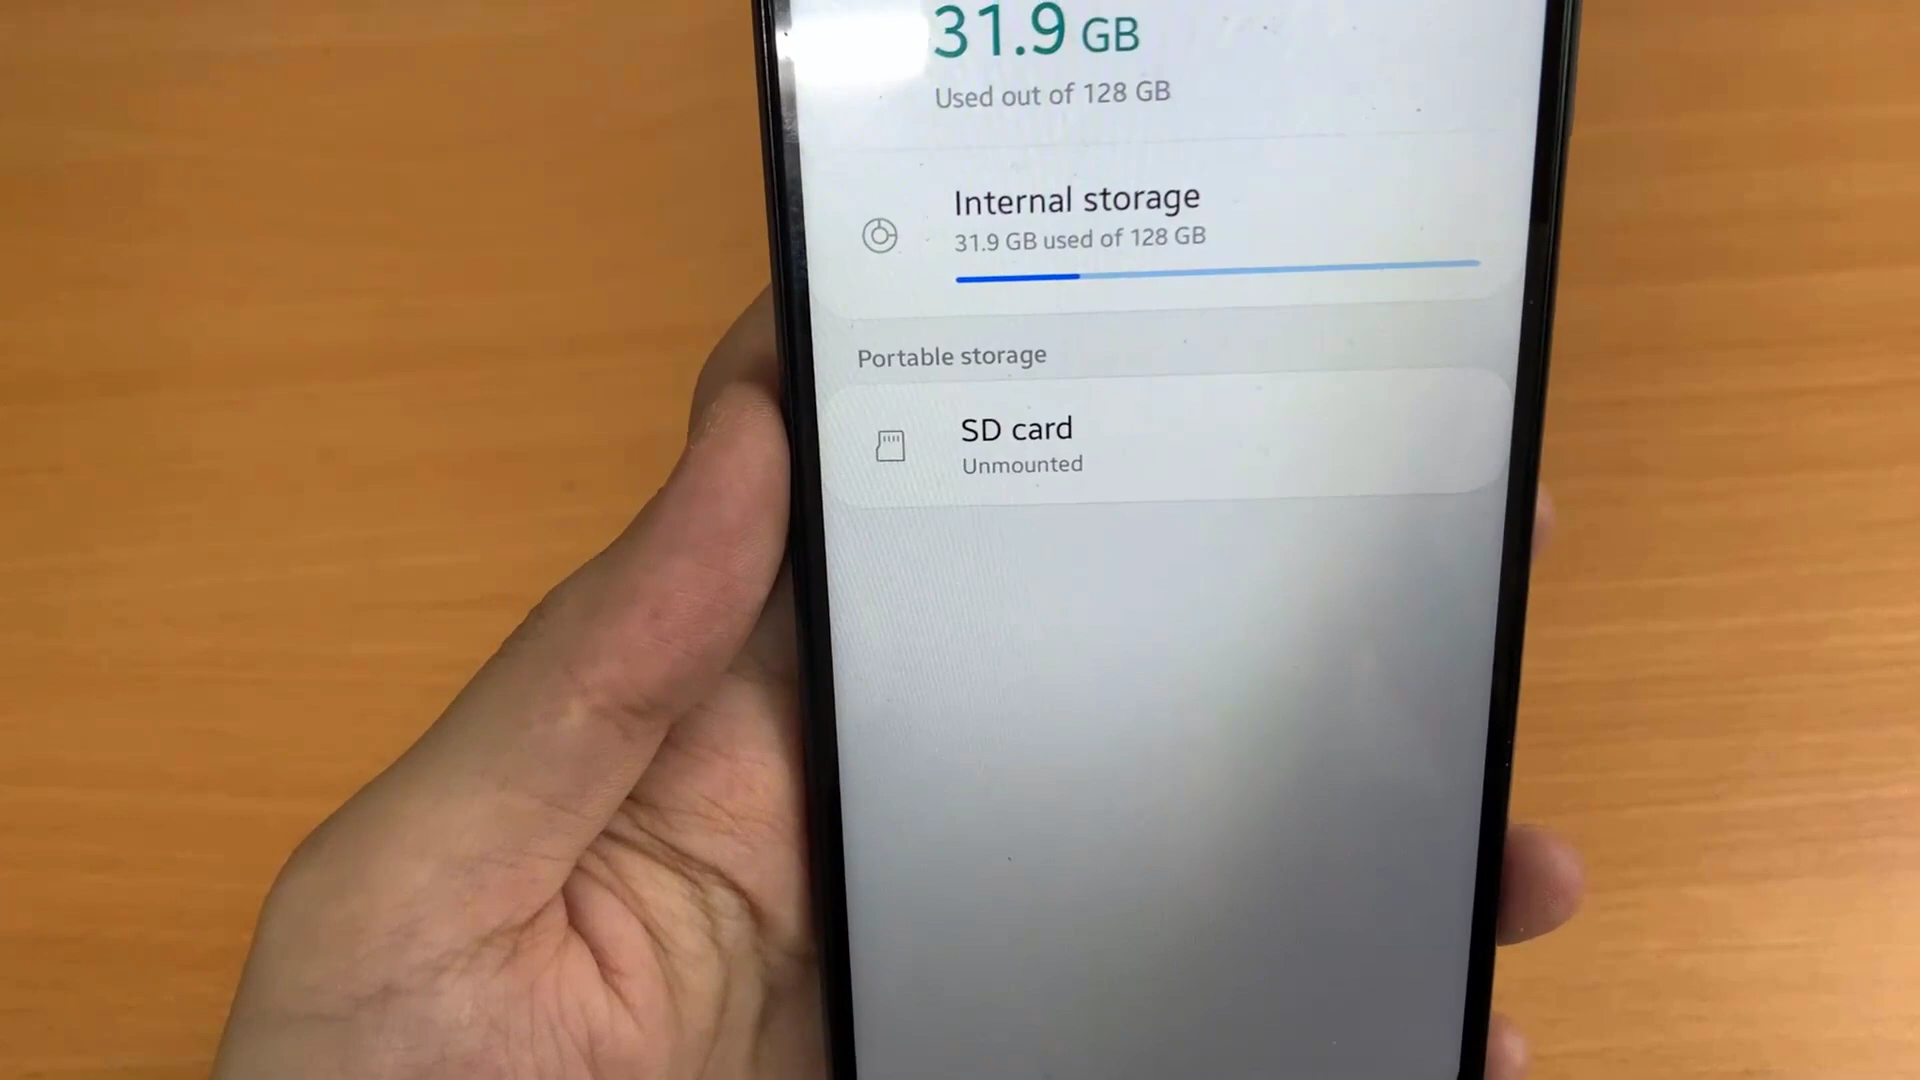 31.9 GB
Used out of 128 GB
Internal storage
31.9 GB used of 128 GB
Portable storage
SD card
Unmounted